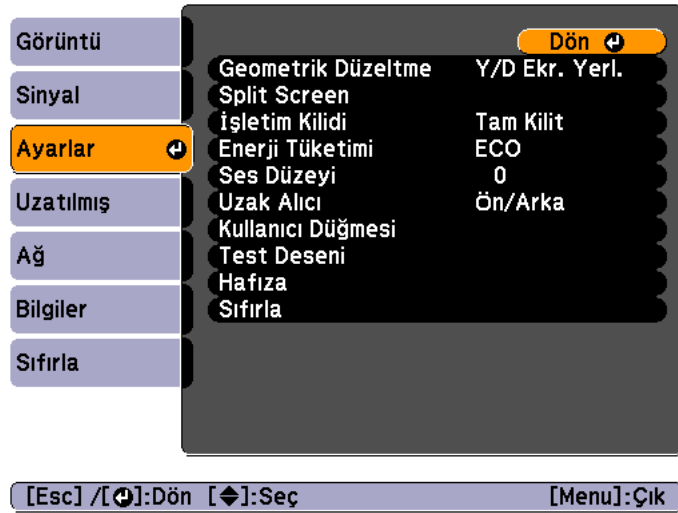 Görüntü
Sinyal
Ayarlar
Uzatılmış
Ağ
Bilgiler
Sıfırla
Dön
Geometrik Düzeltme Y/D Ekr. Yerl.
Split Screen
İşletim Kilidi Tam Kilit
Enerji Tüketimi ECO
Ses Düzeyi 0
Uzak Alıcı Ön/Arka
Kullanıcı Düğmesi
Test Deseni
Hafıza
Sıfırla
[Esc] /[⏎]:Dön [◆]:Seç [Menu]:Çık